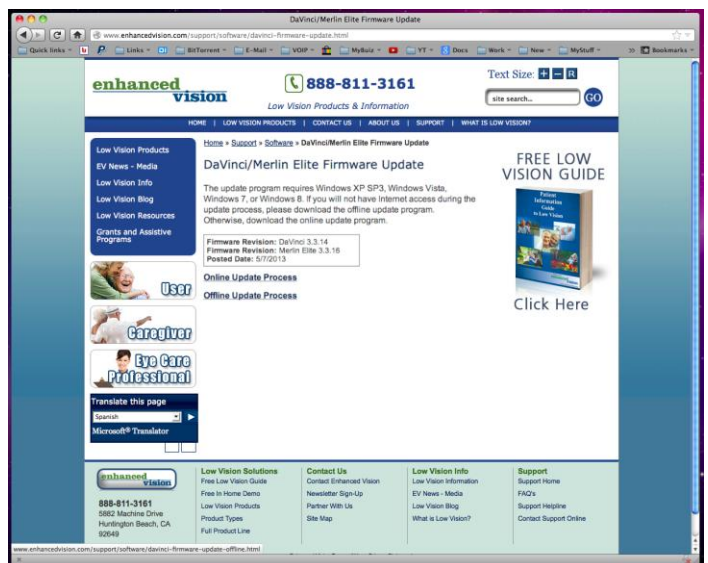 DaVinci/Merlin Elite Firmware Update
www.enhancedvision.com/support/software/davinci-firmware-update.html
Quick links
Links
BitTorrent
E-Mail
VOIP
MyBuiz
YT
Docs
Work
New
MyStuff
Bookmarks
enhanced
vision
888-811-3161
Low Vision Products & Information
Text Size: + - R
site search...
GO
HOME | LOW VISION PRODUCTS | CONTACT US | ABOUT US | SUPPORT | WHAT IS LOW VISION?
Low Vision Products
EV News - Media
Low Vision Info
Low Vision Blog
Low Vision Resources
Grants and Assistive
Programs
User
Caregiver
Eye Care
Professional
Translate this page
Spanish
Microsoft® Translator
Home » Support » Software » DaVinci/Merlin Elite Firmware Update
DaVinci/Merlin Elite Firmware Update
The update program requires Windows XP SP3, Windows Vista,
Windows 7, or Windows 8. If you will not have Internet access during the
update process, please download the offline update program.
Otherwise, download the online update program.
Firmware Revision: DaVinci 3.3.14
Firmware Revision: Merlin Elite 3.3.16
Posted Date: 5/7/2013
Online Update Process
Offline Update Process
FREE LOW
VISION GUIDE
Patient
Information
Guide
to Low Vision
Click Here
enhanced
vision
888-811-3161
5882 Machine Drive
Huntington Beach, CA
92649
Low Vision Solutions
Free Low Vision Guide
Free In Home Demo
Low Vision Products
Product Types
Full Product Line
Contact Us
Contact Enhanced Vision
Newsletter Sign-Up
Partner With Us
Site Map
Low Vision Info
Low Vision Information
EV News - Media
Low Vision Blog
What is Low Vision?
Support
Support Home
FAQ's
Support Helpline
Contact Support Online
www.enhancedvision.com/support/software/davinci-firmware-update-offline.html